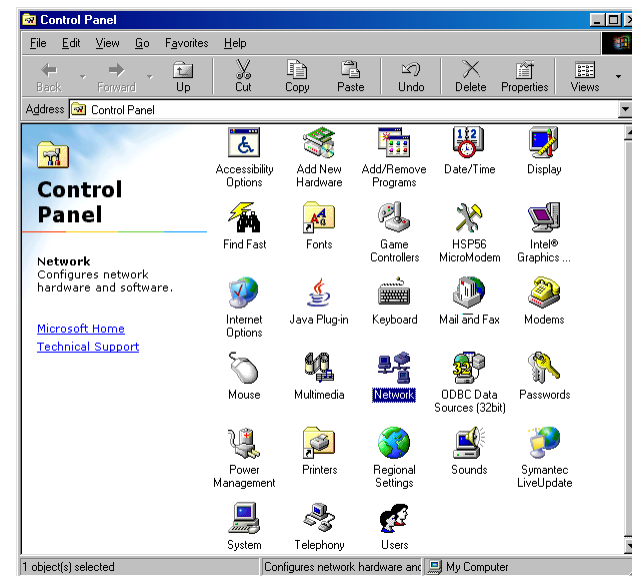 Control Panel
File Edit View Go Favorites Help
Back Forward Up Cut Copy Paste Undo Delete Properties Views
Address Control Panel
Control
Panel
Network
Configures network
hardware and software.
Microsoft Home
Technical Support
Accessibility
Options
Add New
Hardware
Add/Remove
Programs
Date/Time
Display
Find Fast
Fonts
Game
Controllers
HSP56
MicroModem
Intel®
Graphics ...
Internet
Options
Java Plug-in
Keyboard
Mail and Fax
Modems
Mouse
Multimedia
Network
ODBC Data
Sources (32bit)
Passwords
Power
Management
Printers
Regional
Settings
Sounds
Symantec
LiveUpdate
System
Telephony
Users
1 object(s) selected
Configures network hardware anc
My Computer